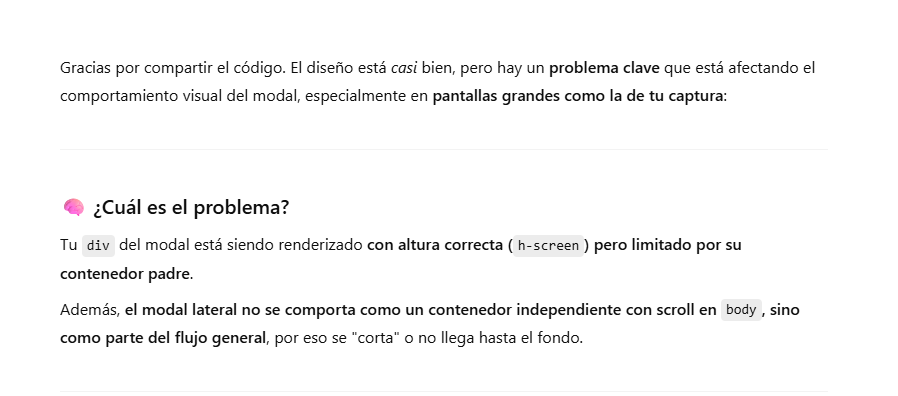 Gracias por compartir el código. El diseño está casi bien, pero hay un problema clave que está afectando el
comportamiento visual del modal, especialmente en pantallas grandes como la de tu captura:
🧠 ¿Cuál es el problema?
Tu div del modal está siendo renderizado con altura correcta (h-screen) pero limitado por su
contenedor padre.
Además, el modal lateral no se comporta como un contenedor independiente con scroll en body, sino
como parte del flujo general, por eso se "corta" o no llega hasta el fondo.